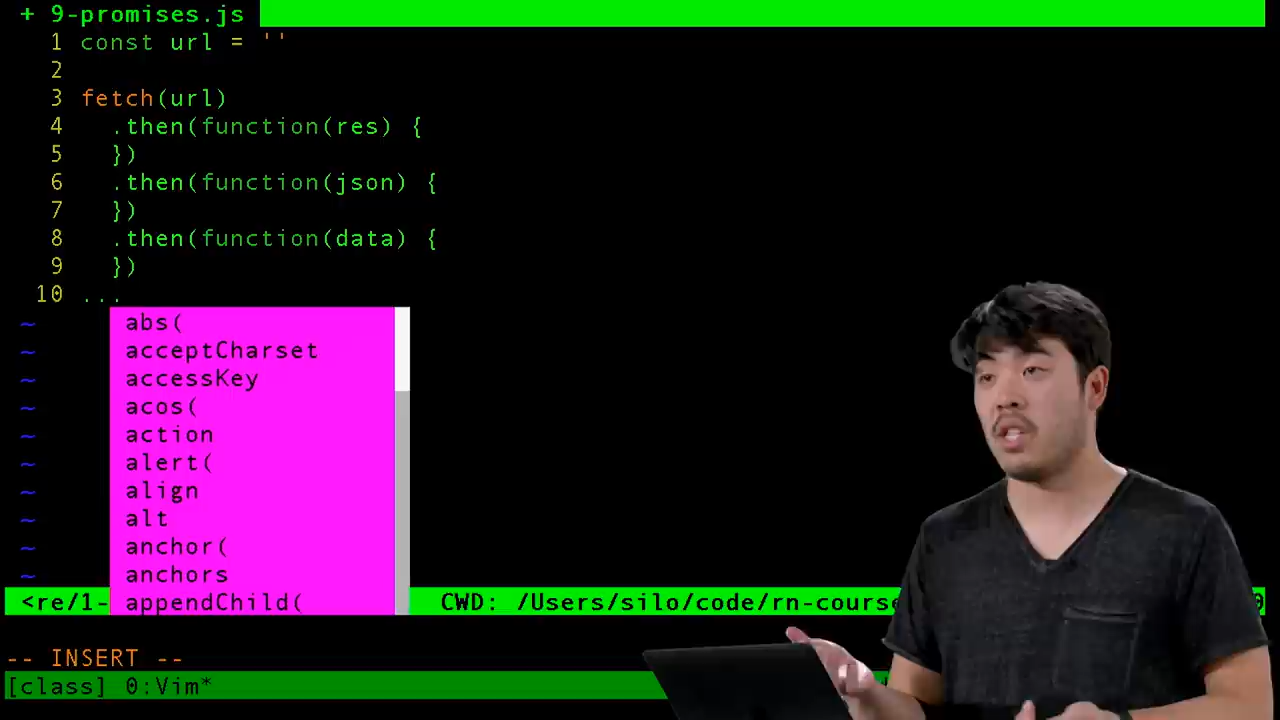 + 9-promises.js
1 const url = ''
2
3 fetch(url)
4   .then(function(res) {
5   })
6   .then(function(json) {
7   })
8   .then(function(data) {
9   })
10 ...
~ abs(
~ acceptCharset
~ accessKey
~ acos(
~ action
~ alert(
~ align
~ alt
~ anchor(
~ anchors
<re/1- appendChild( CWD: /Users/silo/code/rn-course
-- INSERT --
[class] 0:Vim*